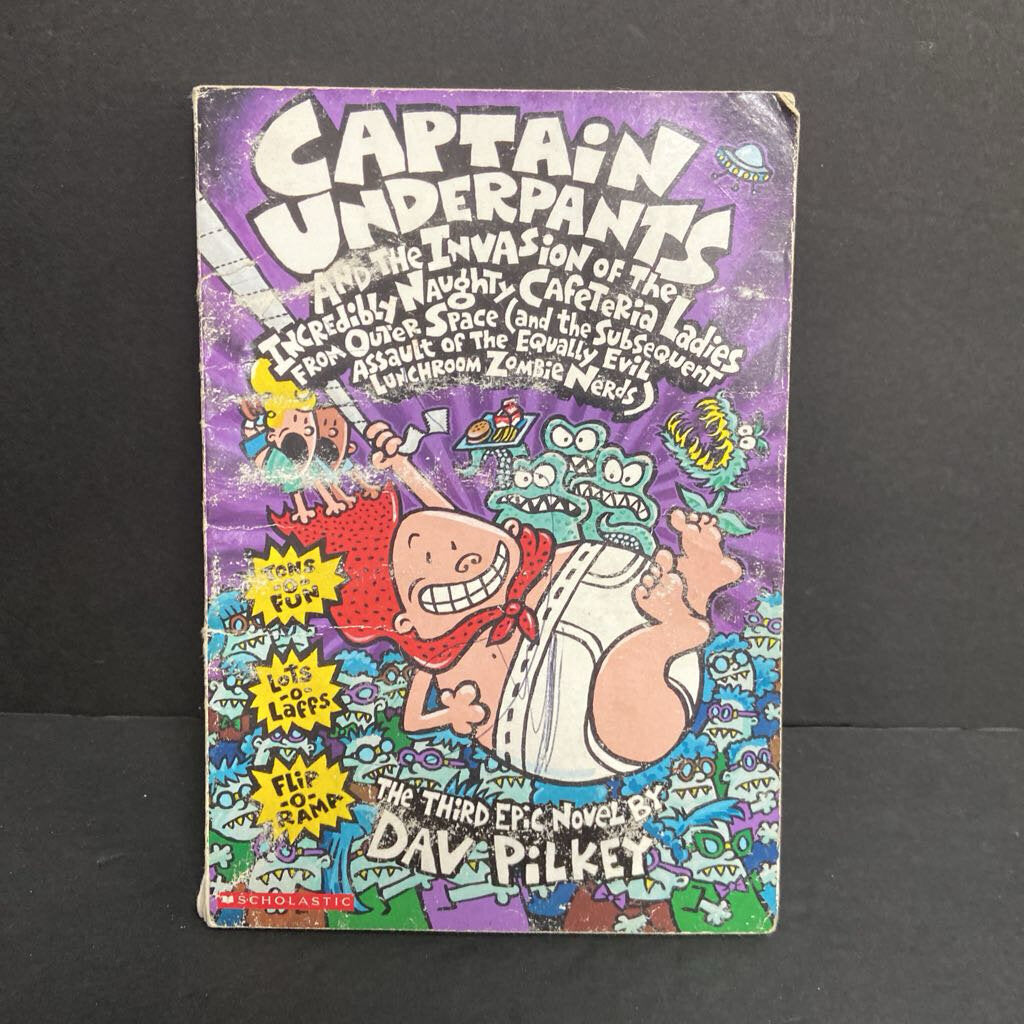 CAPTAIN
UNDERPANTS
AND THE INVASION OF THE
INCREDIBLY NAUGHTY CAFETERIA LADIES
FROM OUTER SPACE (and the SUBSEQUENT
ASSAULT OF THE EQUALLY EVIL
LUNCHROOM ZOMBIE NERDS)
TONS
-O-
FUN
LOTS
-O-
LAFFS
FLIP
-O-
RAMA
THE THIRD EPIC NOVEL BY
DAV PILKEY
SCHOLASTIC